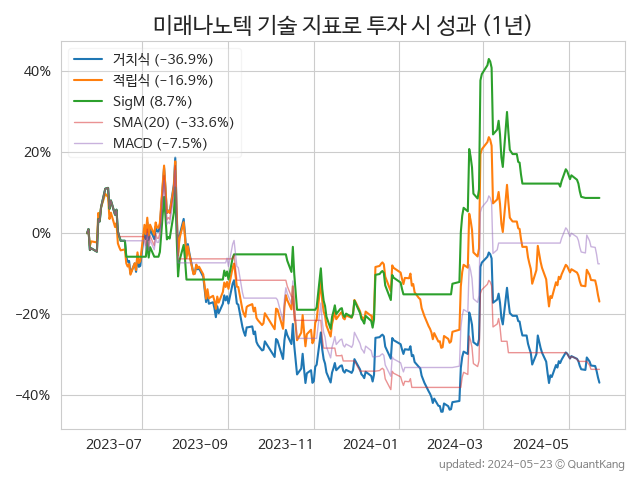 미래나노텍 기술 지표로 투자 시 성과 (1년)
거치식 (−36.9%)
적립식 (−16.9%)
SigM (8.7%)
SMA(20) (−33.6%)
MACD (−7.5%)
40%
20%
0%
−20%
−40%
2023−07 2023−09 2023−11 2024−01 2024−03 2024−05
updated: 2024-05-23 © QuantKang